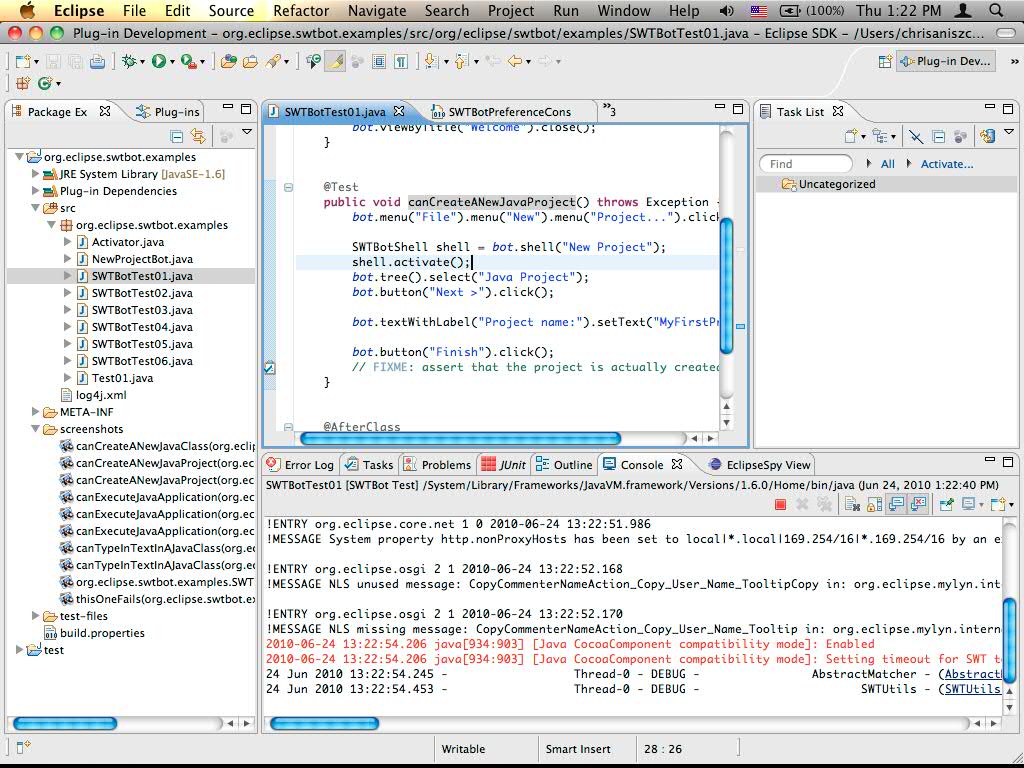 Eclipse File Edit Source Refactor Navigate Search Project Run Window Help (100%) Thu 1:22 PM
Plug-in Development – org.eclipse.swtbot.examples/src/org/eclipse/swtbot/examples/SWTBotTest01.java – Eclipse SDK – /Users/chrisaniszc...
Plug-in Dev...
Package Ex Plug-ins
org.eclipse.swtbot.examples
JRE System Library [JavaSE-1.6]
Plug-in Dependencies
src
org.eclipse.swtbot.examples
Activator.java
NewProjectBot.java
SWTBotTest01.java
SWTBotTest02.java
SWTBotTest03.java
SWTBotTest04.java
SWTBotTest05.java
SWTBotTest06.java
Test01.java
log4j.xml
META-INF
screenshots
canCreateANewJavaClass(org.eclip
canCreateANewJavaProject(org.ec
canCreateANewJavaProject(org.ec
canExecuteJavaApplication(org.ec
canExecuteJavaApplication(org.ec
canExecuteJavaApplication(org.ec
canTypeInTextInAJavaClass(org.ec
canTypeInTextInAJavaClass(org.ec
org.eclipse.swtbot.examples.SWT
thisOneFails(org.eclipse.swtbot.ex
test-files
build.properties
test
SWTBotTest01.java SWTBotPreferenceCons »3
bot.viewByTitle("Welcome").close();
}
@Test
public void canCreateANewJavaProject() throws Exception {
bot.menu("File").menu("New").menu("Project...").click
SWTBotShell shell = bot.shell("New Project");
shell.activate();
bot.tree().select("Java Project");
bot.button("Next >").click();
bot.textWithLabel("Project name:").setText("MyFirstPr
bot.button("Finish").click();
// FIXME: assert that the project is actually created
}
@AfterClass
Task List
Find All Activate...
Uncategorized
Error Log Tasks Problems JUnit Outline Console EclipseSpy View
SWTBotTest01 [SWTBot Test] /System/Library/Frameworks/JavaVM.framework/Versions/1.6.0/Home/bin/java (Jun 24, 2010 1:22:40 PM)
!ENTRY org.eclipse.core.net 1 0 2010-06-24 13:22:51.986
!MESSAGE System property http.nonProxyHosts has been set to local|*.local|169.254/16|*.169.254/16 by an ex
!ENTRY org.eclipse.osgi 2 1 2010-06-24 13:22:52.168
!MESSAGE NLS unused message: CopyCommenterNameAction_Copy_User_Name_TooltipCopy in: org.eclipse.mylyn.int
!ENTRY org.eclipse.osgi 2 1 2010-06-24 13:22:52.170
!MESSAGE NLS missing message: CopyCommenterNameAction_Copy_User_Name_Tooltip in: org.eclipse.mylyn.intern
2010-06-24 13:22:54.206 java[934:903] [Java CocoaComponent compatibility mode]: Enabled
2010-06-24 13:22:54.206 java[934:903] [Java CocoaComponent compatibility mode]: Setting timeout for SWT to
24 Jun 2010 13:22:54.245 - Thread-0 - DEBUG - AbstractMatcher - (Abstract
24 Jun 2010 13:22:54.453 - Thread-0 - DEBUG - SWTUtils - (SWTUtils
Writable Smart Insert 28 : 26